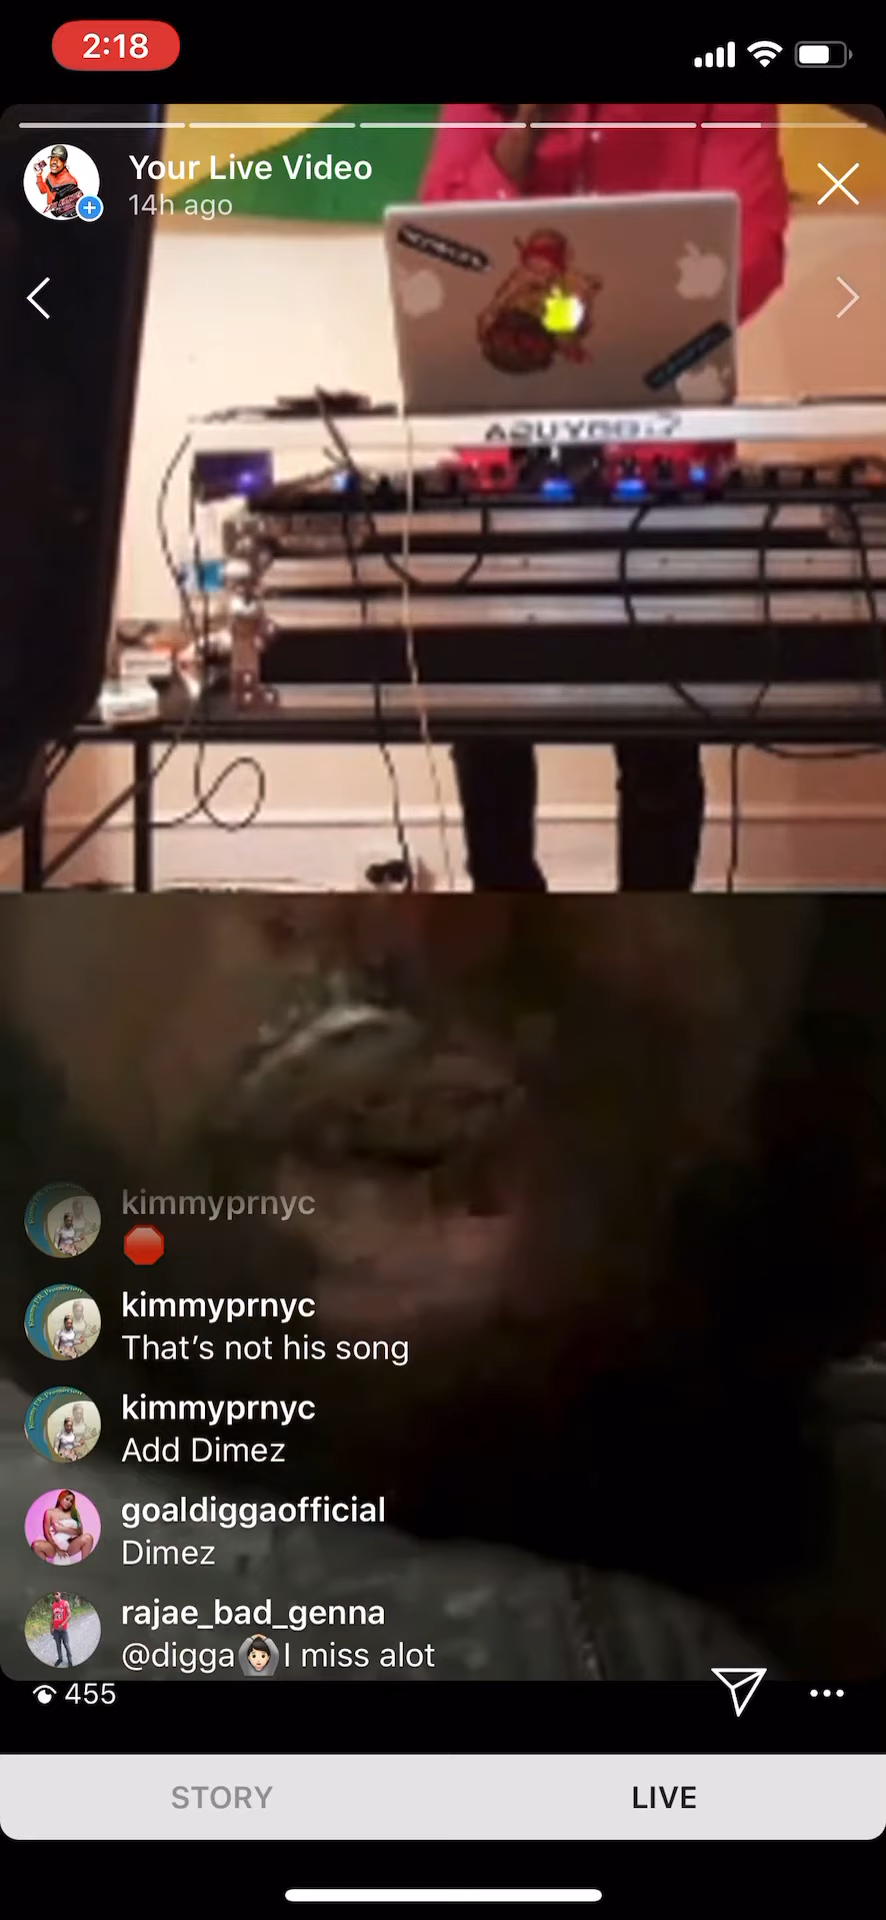 2:18
Your Live Video
14h ago
kimmyprnyc
🛑
kimmyprnyc
That’s not his song
kimmyprnyc
Add Dimez
goaldiggaofficial
Dimez
rajae_bad_genna
@digga🙆🏻I miss alot
455
STORY
LIVE